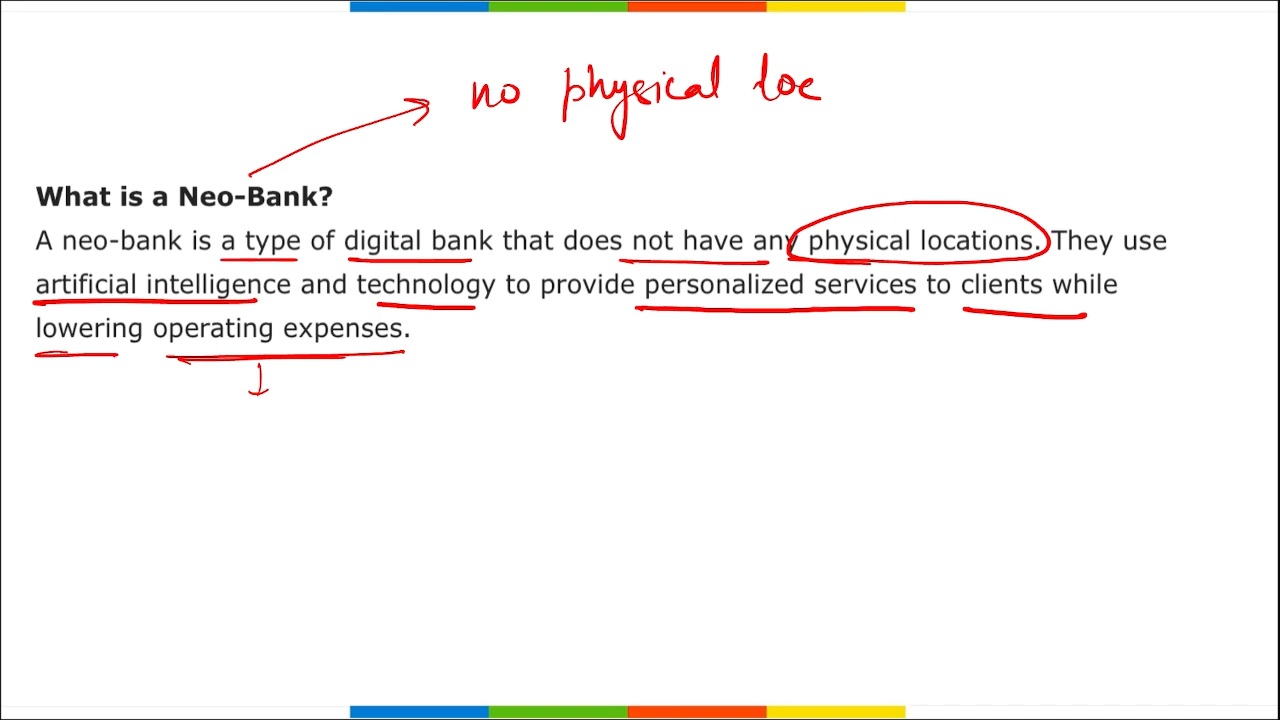 no physical loc
What is a Neo-Bank?
A neo-bank is a type of digital bank that does not have any physical locations. They use
artificial intelligence and technology to provide personalized services to clients while
lowering operating expenses.